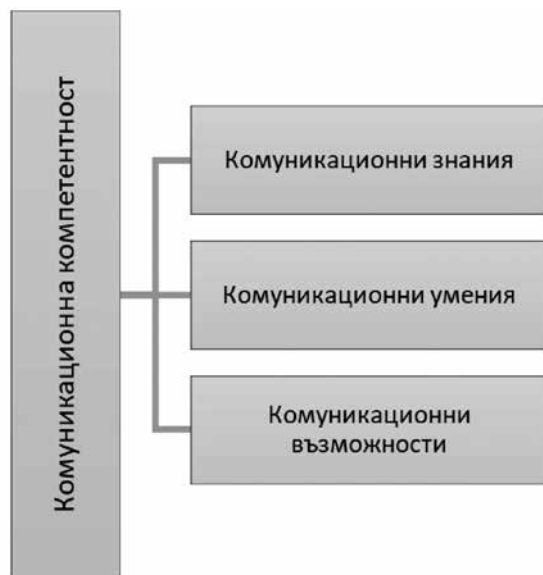 Комуникационна компетентност
Комуникационни знания
Комуникационни умения
Комуникационни
възможности